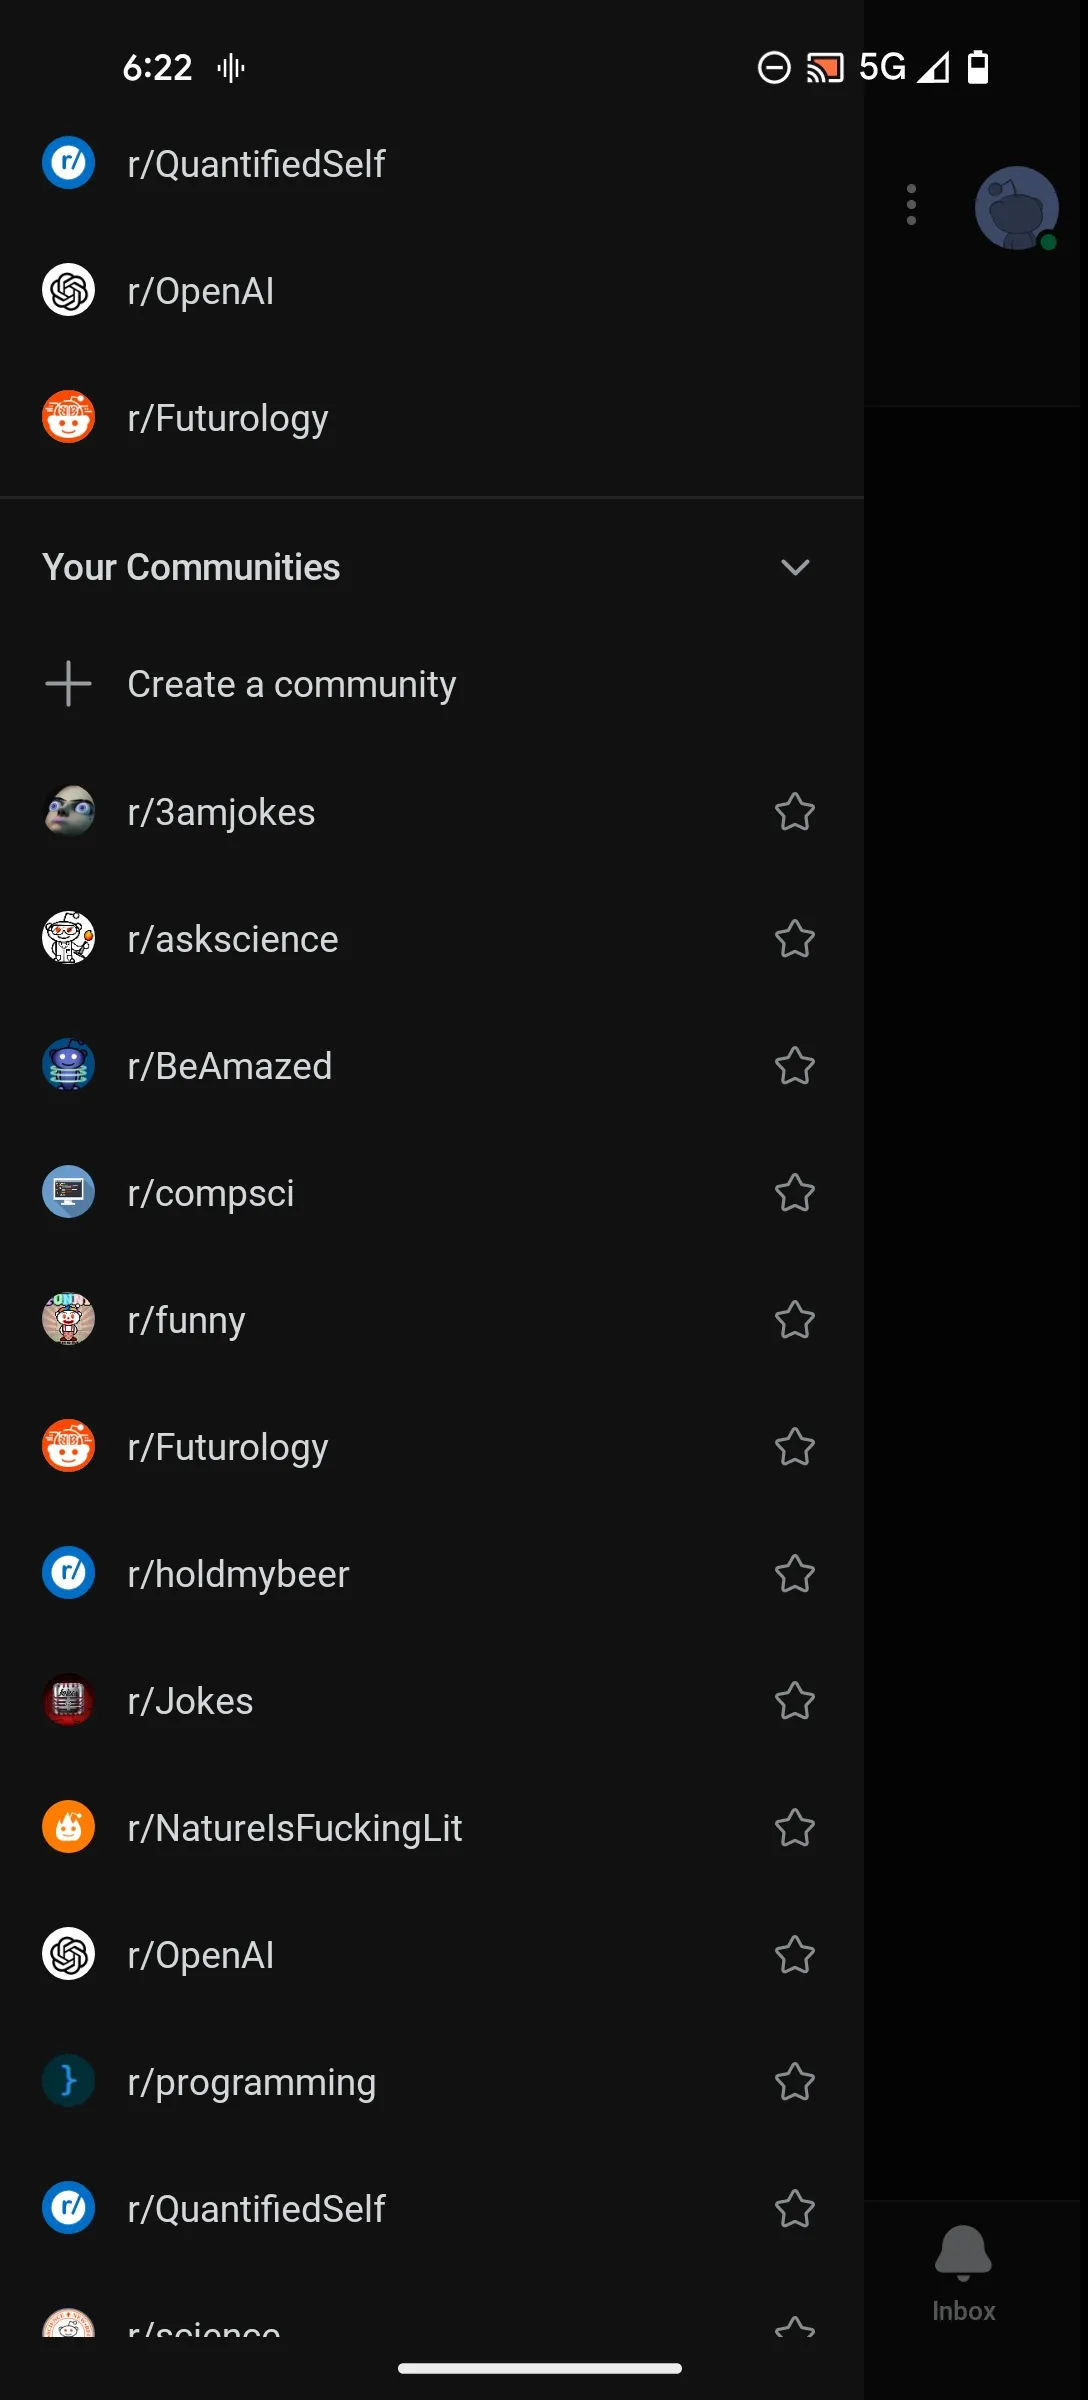 6:22 5G
r/QuantifiedSelf
r/OpenAI
r/Futurology
Your Communities
Create a community
r/3amjokes
r/askscience
r/BeAmazed
r/compsci
r/funny
r/Futurology
r/holdmybeer
r/Jokes
r/NatureIsFuckingLit
r/OpenAI
r/programming
r/QuantifiedSelf
r/science
Inbox